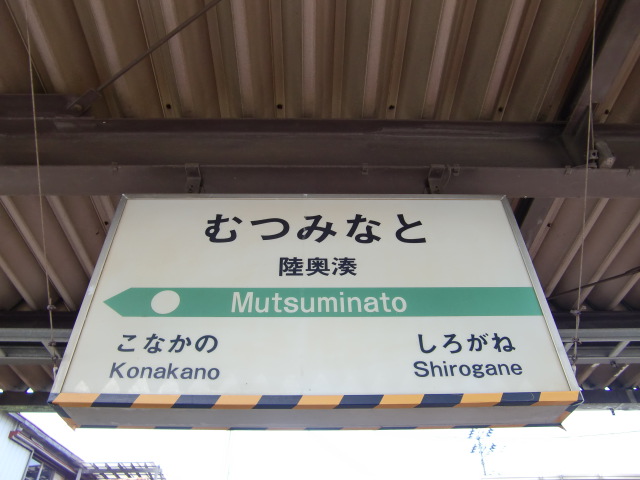 むつみなと
陸奥湊
Mutsuminato
こなかの しろがね
Konakano Shirogane